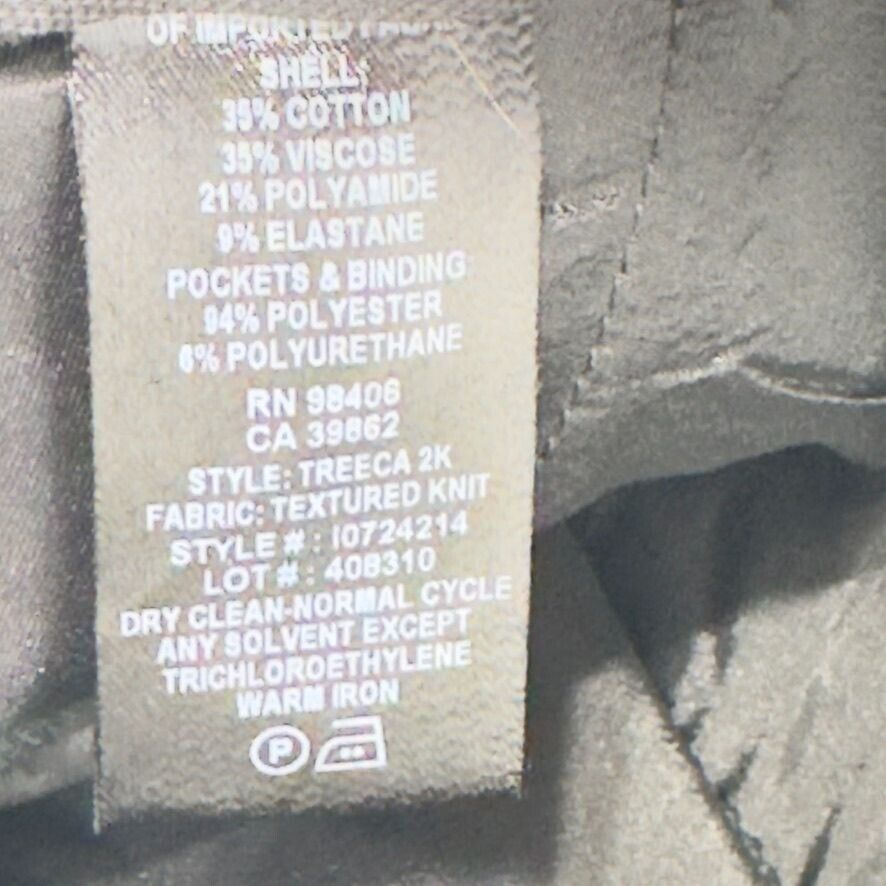 OF IMPORTED
SHELL:
35% COTTON
35% VISCOSE
21% POLYAMIDE
9% ELASTANE
POCKETS & BINDING
94% POLYESTER
6% POLYURETHANE
RN 98406
CA 39862
STYLE: TREECA 2K
FABRIC: TEXTURED KNIT
STYLE # : I0724214
LOT # : 408310
DRY CLEAN-NORMAL CYCLE
ANY SOLVENT EXCEPT
TRICHLOROETHYLENE
WARM IRON
P